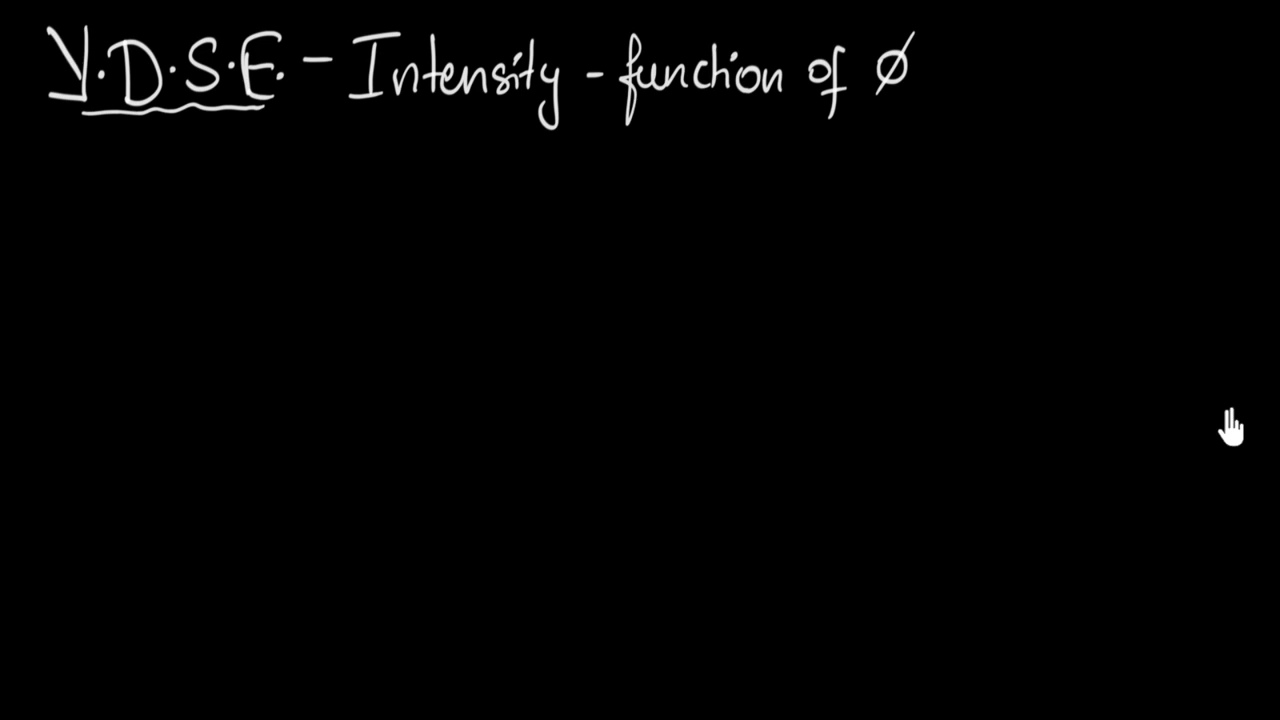 Y.D.S.E. - Intensity - function of ø